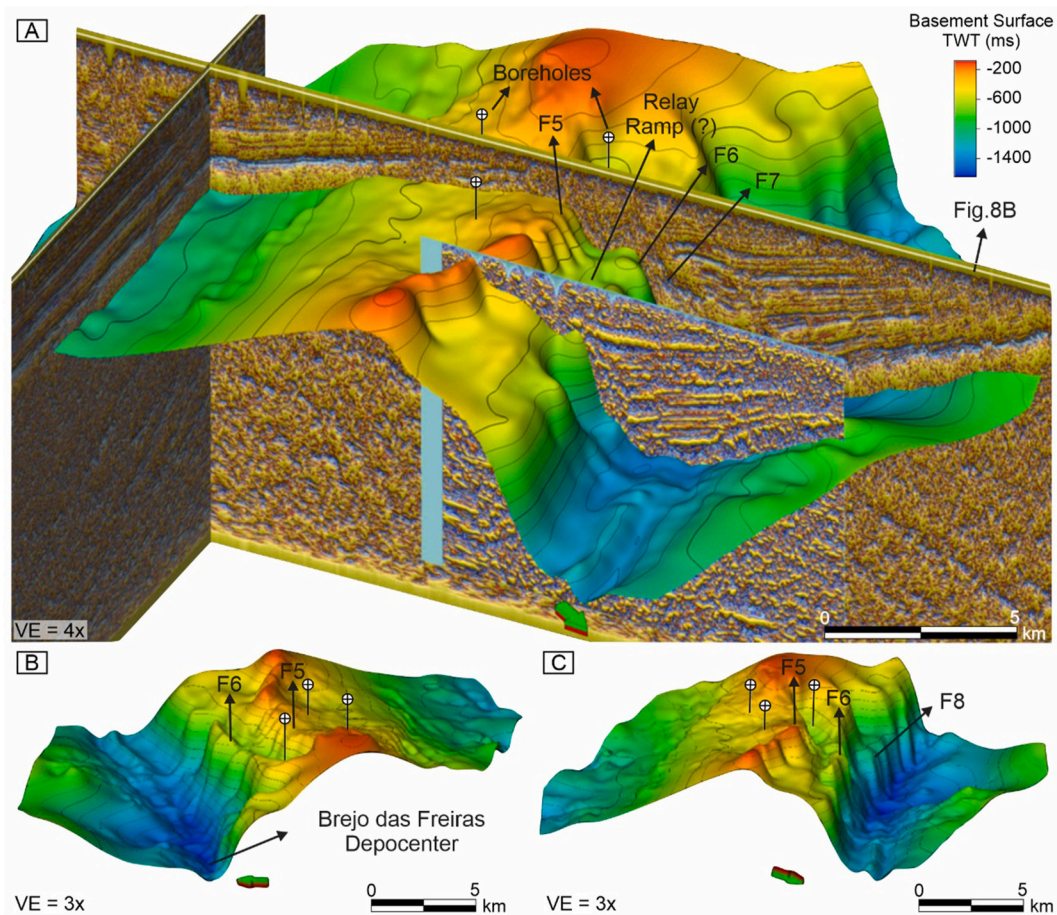 A
Basement Surface
TWT (ms)
-200
-600
-1000
-1400
Boreholes
Relay
Ramp (?)
F5
F6
F7
Fig.8B
VE = 4x
0
5
km
B
F6
F5
Brejo das Freiras
Depocenter
VE = 3x
0
5
km
C
F5
F6
F8
VE = 3x
0
5
km